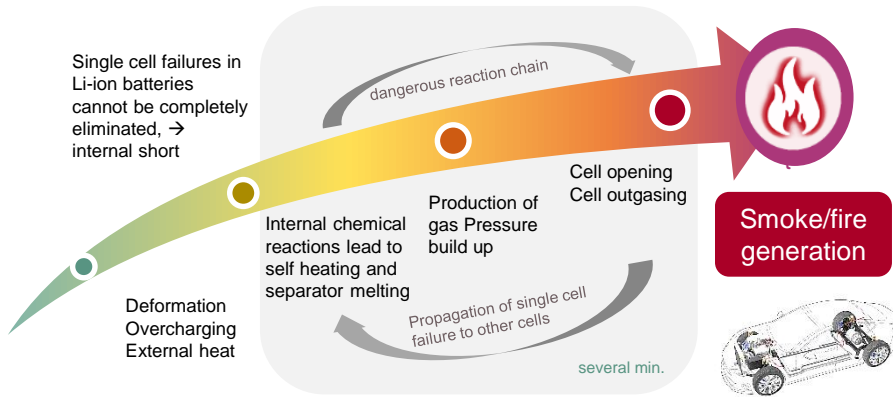 Single cell failures in
Li-ion batteries
cannot be completely
eliminated, →
internal short
dangerous reaction chain
Cell opening
Cell outgasing
Production of
gas Pressure
build up
Internal chemical
reactions lead to
self heating and
separator melting
Deformation
Overcharging
External heat
Propagation of single cell
failure to other cells
several min.
Smoke/fire
generation